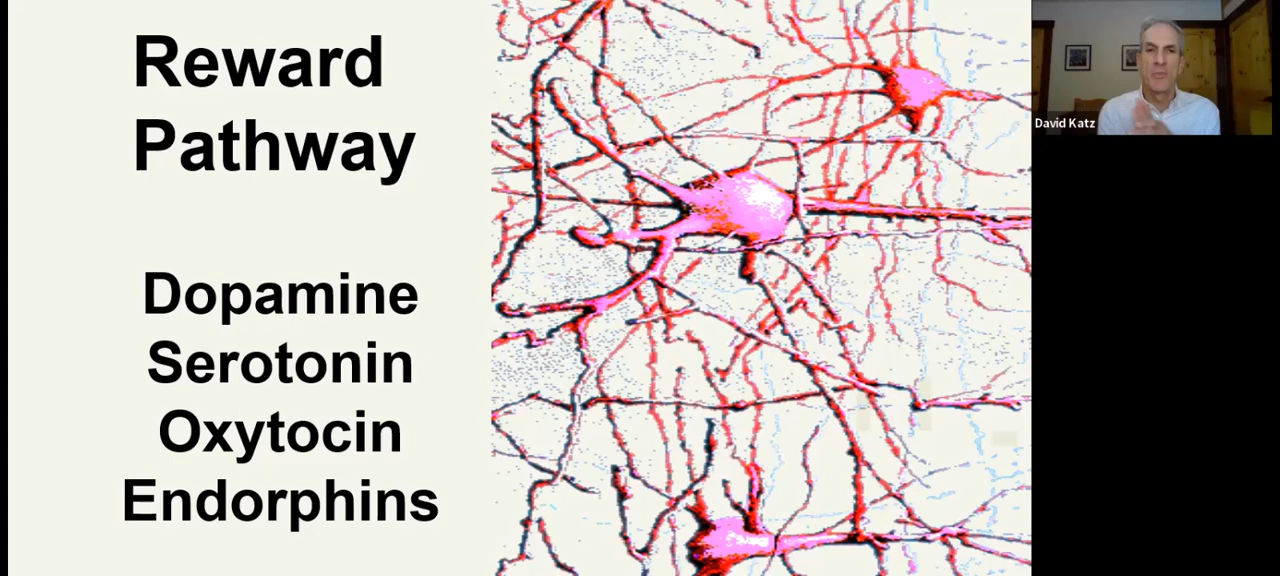 Reward
Pathway
Dopamine
Serotonin
Oxytocin
Endorphins
David Katz